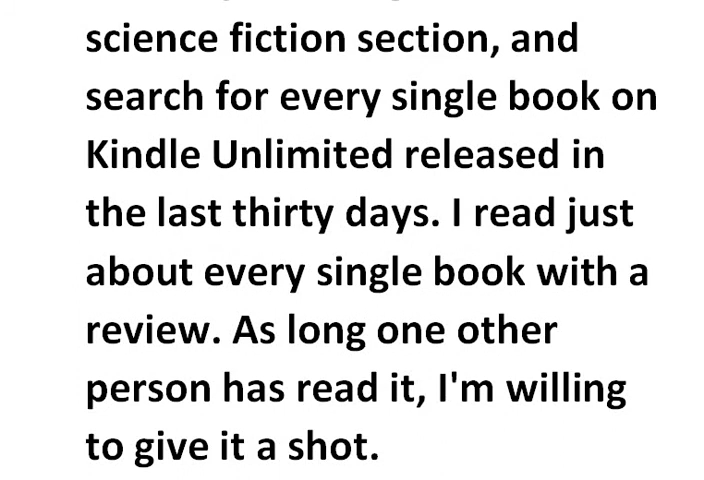 science fiction section, and
search for every single book on
Kindle Unlimited released in
the last thirty days. I read just
about every single book with a
review. As long one other
person has read it, I'm willing
to give it a shot.